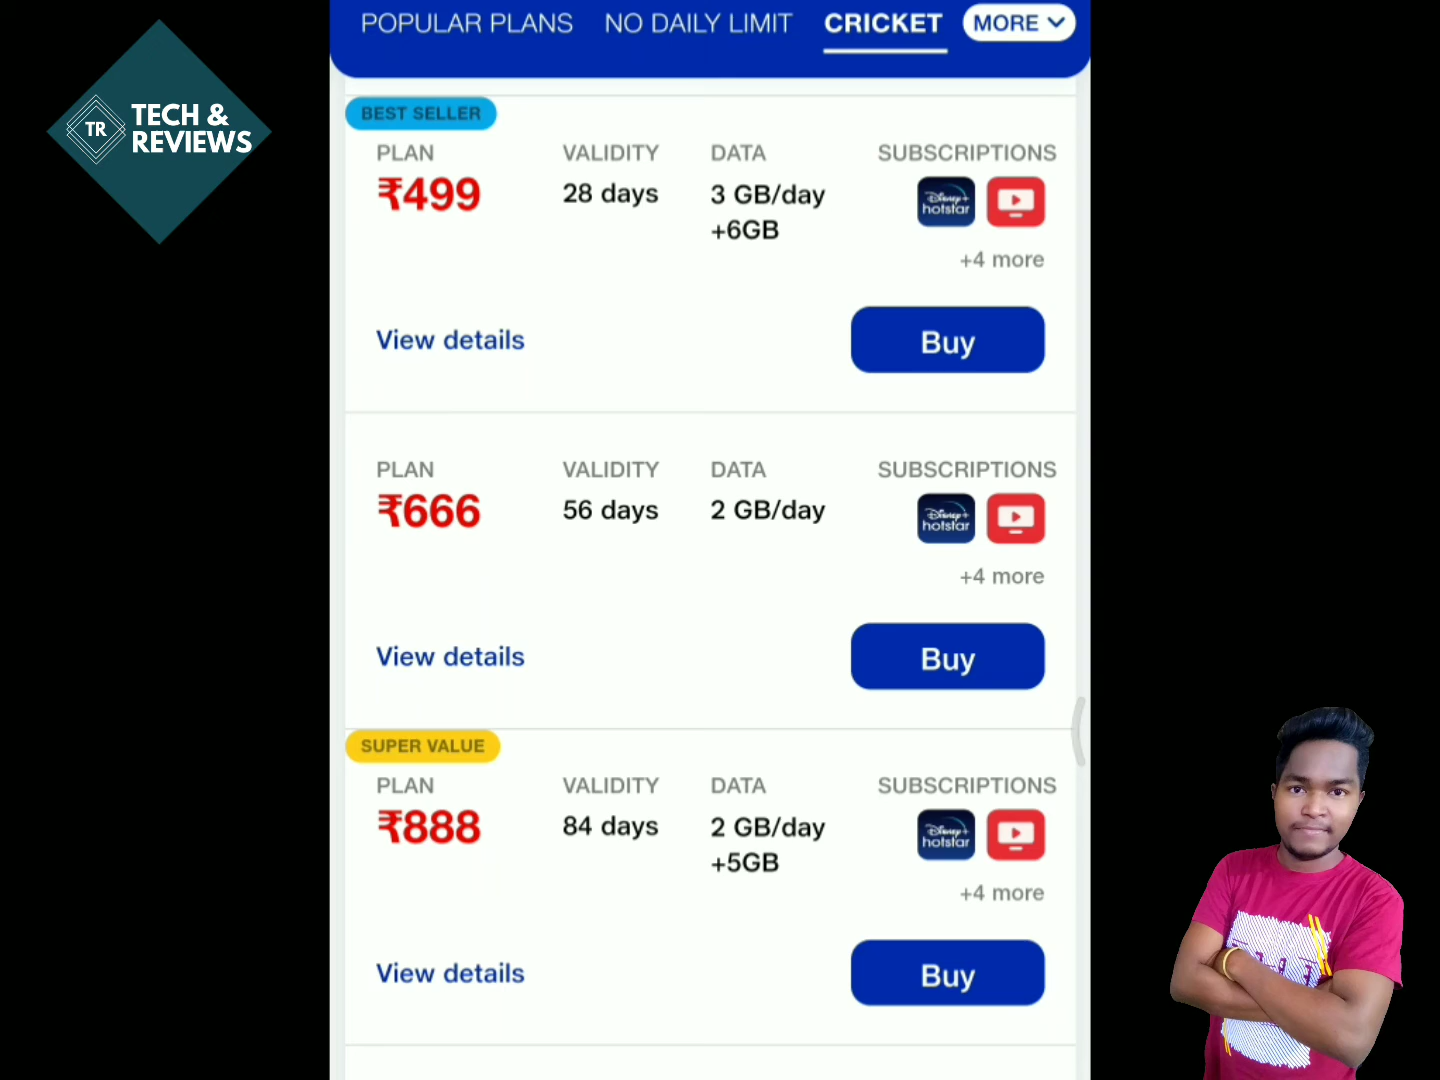 TECH &
REVIEWS
TR
POPULAR PLANS NO DAILY LIMIT CRICKET MORE
BEST SELLER
PLAN VALIDITY DATA SUBSCRIPTIONS
₹499 28 days 3 GB/day
+6GB
Disney+
hotstar
+4 more
View details Buy
PLAN VALIDITY DATA SUBSCRIPTIONS
₹666 56 days 2 GB/day
Disney+
hotstar
+4 more
View details Buy
SUPER VALUE
PLAN VALIDITY DATA SUBSCRIPTIONS
₹888 84 days 2 GB/day
+5GB
Disney+
hotstar
+4 more
View details Buy